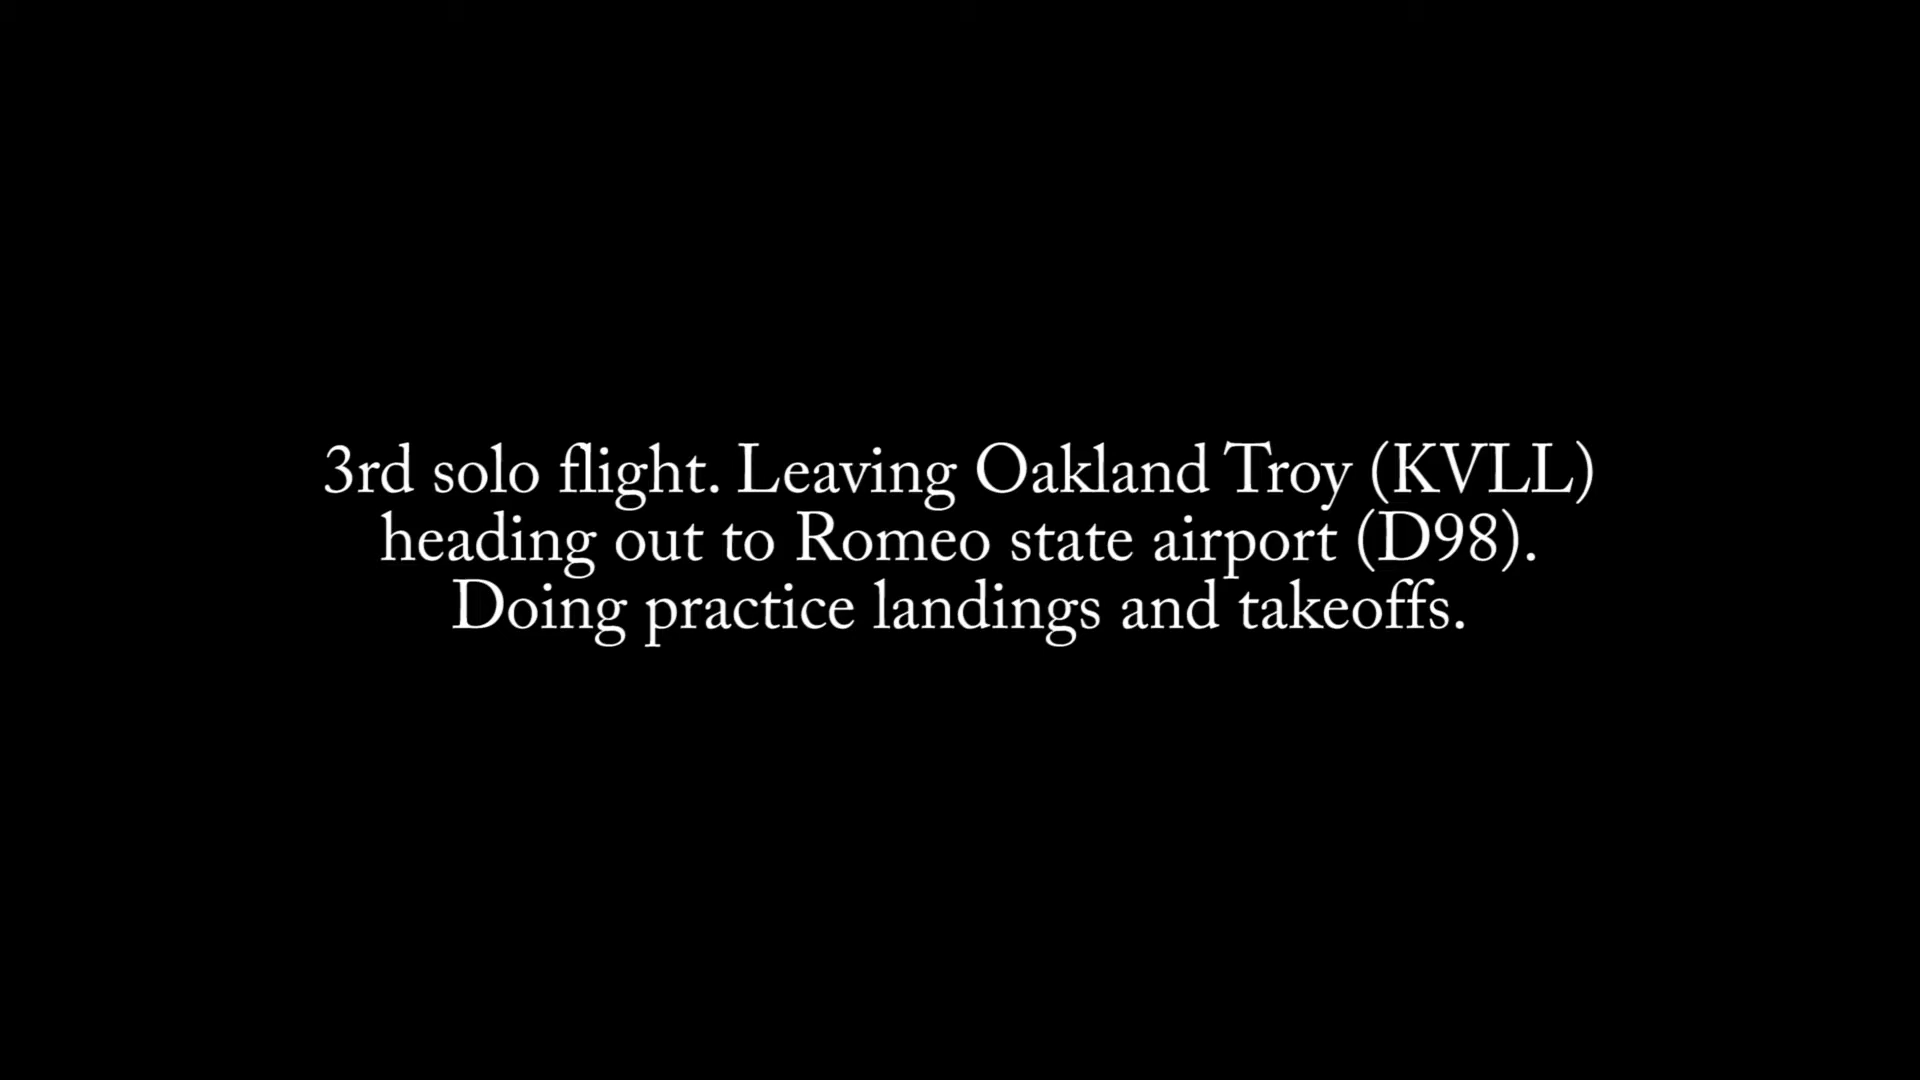 3rd solo flight. Leaving Oakland Troy (KVLL)
heading out to Romeo state airport (D98).
Doing practice landings and takeoffs.